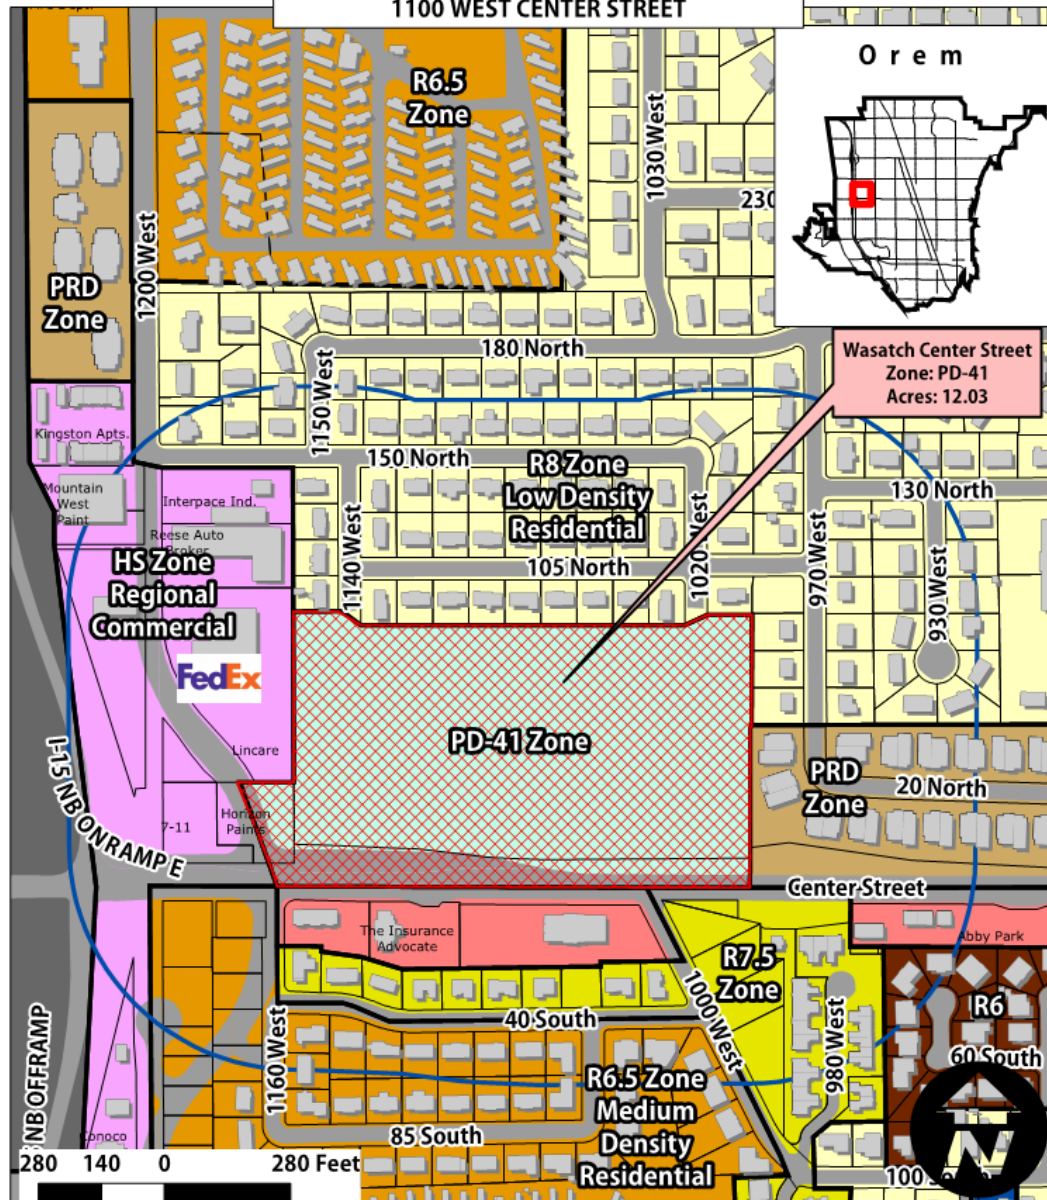 1100 WEST CENTER STREET
Orem
R6.5
Zone
1030 West
230
1200 West
PRD
Zone
180 North
Wasatch Center Street
Zone: PD-41
Acres: 12.03
1150 West
Kingston Apts.
150 North
R8 Zone
Low Density
Residential
130 North
Mountain
West
Paint
Interpace Ind.
Reese Auto
Broker
HS Zone
Regional
Commercial
1140 West
105 North
1020 West
970 West
930 West
FedEx
Lincare
PD-41 Zone
PRD
Zone
20 North
I-15 NB ONRAMP E
7-11
Horizon
Paints
Center Street
The Insurance
Advocate
Abby Park
R7.5
Zone
1000 West
980 West
R6
60 South
40 South
1160 West
NB OFFRAMP
R6.5 Zone
Medium
Density
Residential
85 South
Conoco
100 South
N
280 140 0 280 Feet